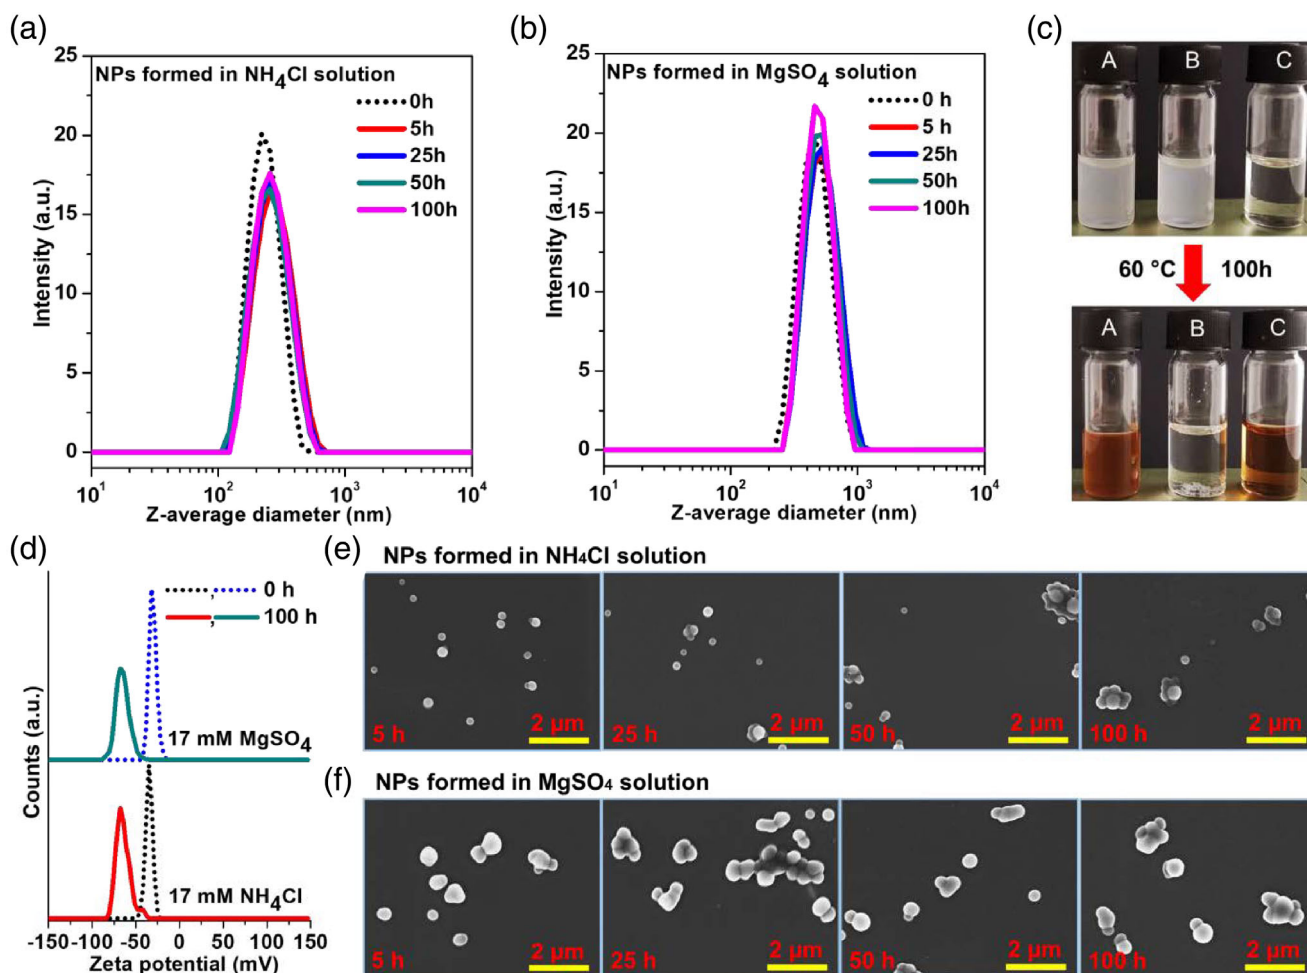 (a)
25
20
15
10
5
0
Intensity (a.u.)
NPs formed in NH₄Cl solution
0h
5h
25h
50h
100h
10¹ 10² 10³ 10⁴
Z-average diameter (nm)
(b)
25
20
15
10
5
0
Intensity (a.u.)
NPs formed in MgSO₄ solution
0 h
5 h
25h
50h
100h
10¹ 10² 10³ 10⁴
Z-average diameter (nm)
(c)
A B C
60 °C 100h
A B C
(d)
0 h
100 h
17 mM MgSO₄
17 mM NH₄Cl
Counts (a.u.)
-150 -100 -50 0 50 100 150
Zeta potential (mV)
(e) NPs formed in NH₄Cl solution
5 h 2 µm
25 h 2 µm
50 h 2 µm
100 h 2 µm
(f) NPs formed in MgSO₄ solution
5 h 2 µm
25 h 2 µm
50 h 2 µm
100 h 2 µm